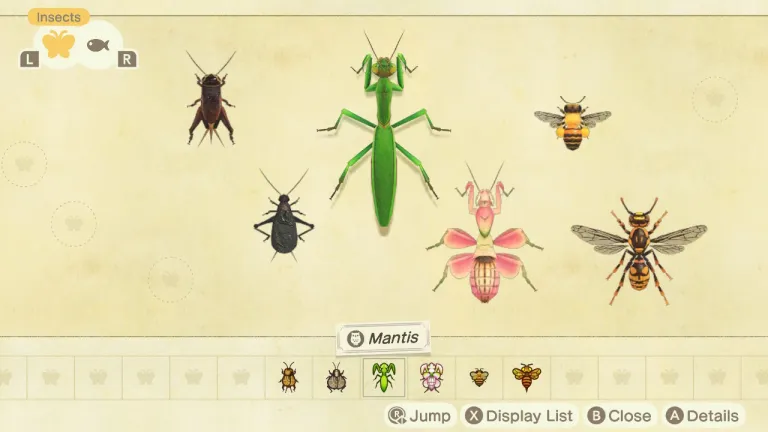 Insects
L
R
Mantis
R Jump X Display List B Close A Details